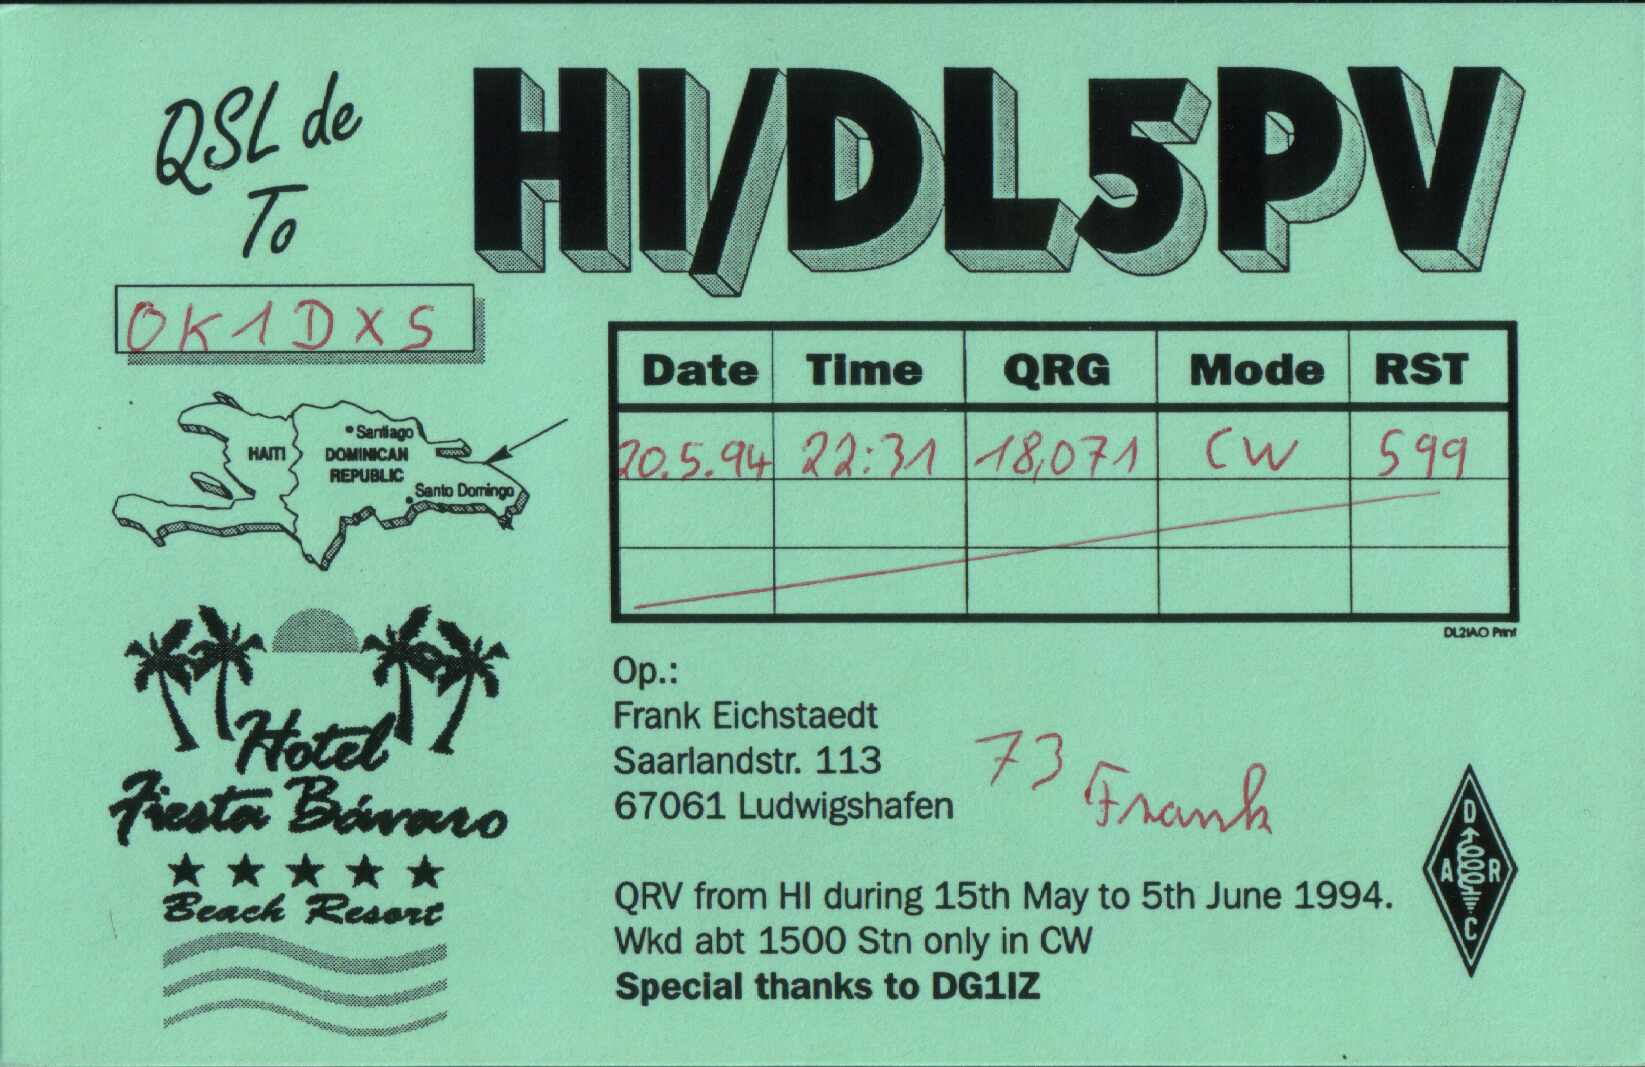 QSL de
HI/DL5PV
To
OK1DXS
HAITI
Santiago
DOMINICAN
REPUBLIC
Santo Domingo
Date Time QRG Mode RST
20.5.94 22:31 18,071 CW 599
DL2IAO Print
Hotel
Fiesta Bávaro
Beach Resort
Op.:
Frank Eichstaedt
Saarlandstr. 113
67061 Ludwigshafen
73 Frank
QRV from HI during 15th May to 5th June 1994.
Wkd abt 1500 Stn only in CW
Special thanks to DG1IZ
D
A R
C